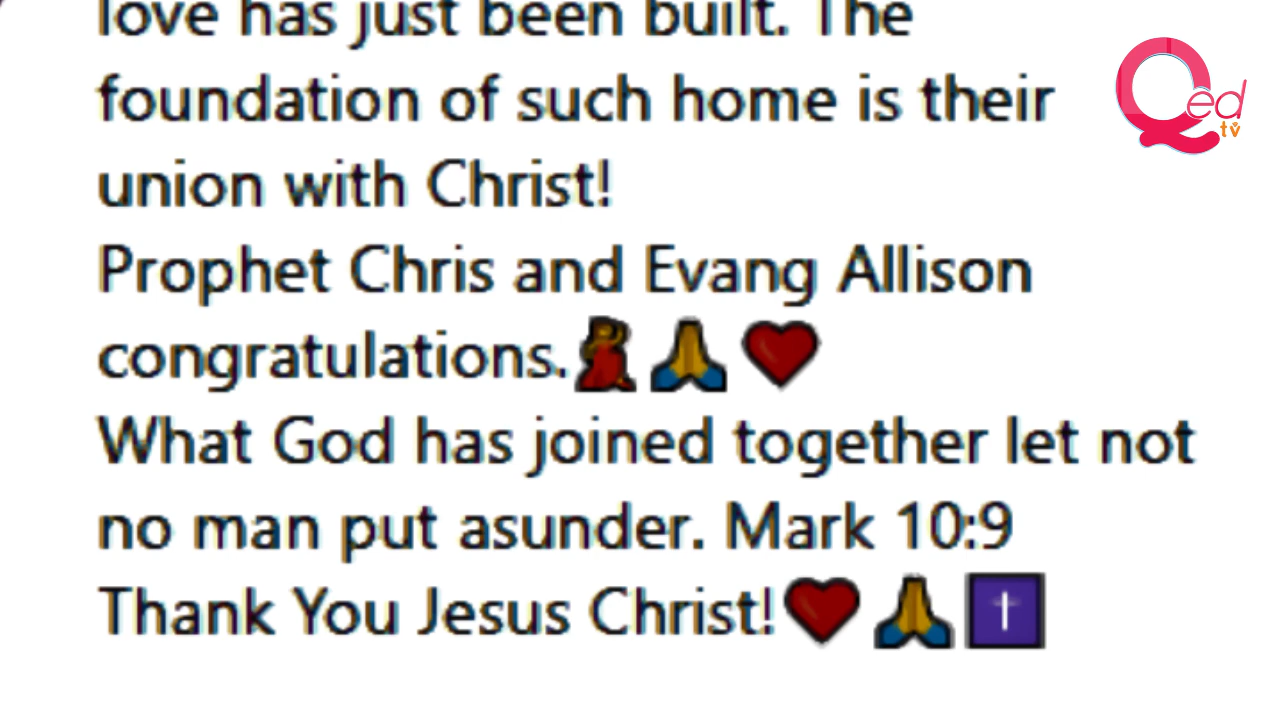 love has just been built. The
foundation of such home is their
union with Christ!
Prophet Chris and Evang Allison
congratulations.💃🙏❤️
What God has joined together let not
no man put asunder. Mark 10:9
Thank You Jesus Christ!❤️🙏✝️
Qed
tv